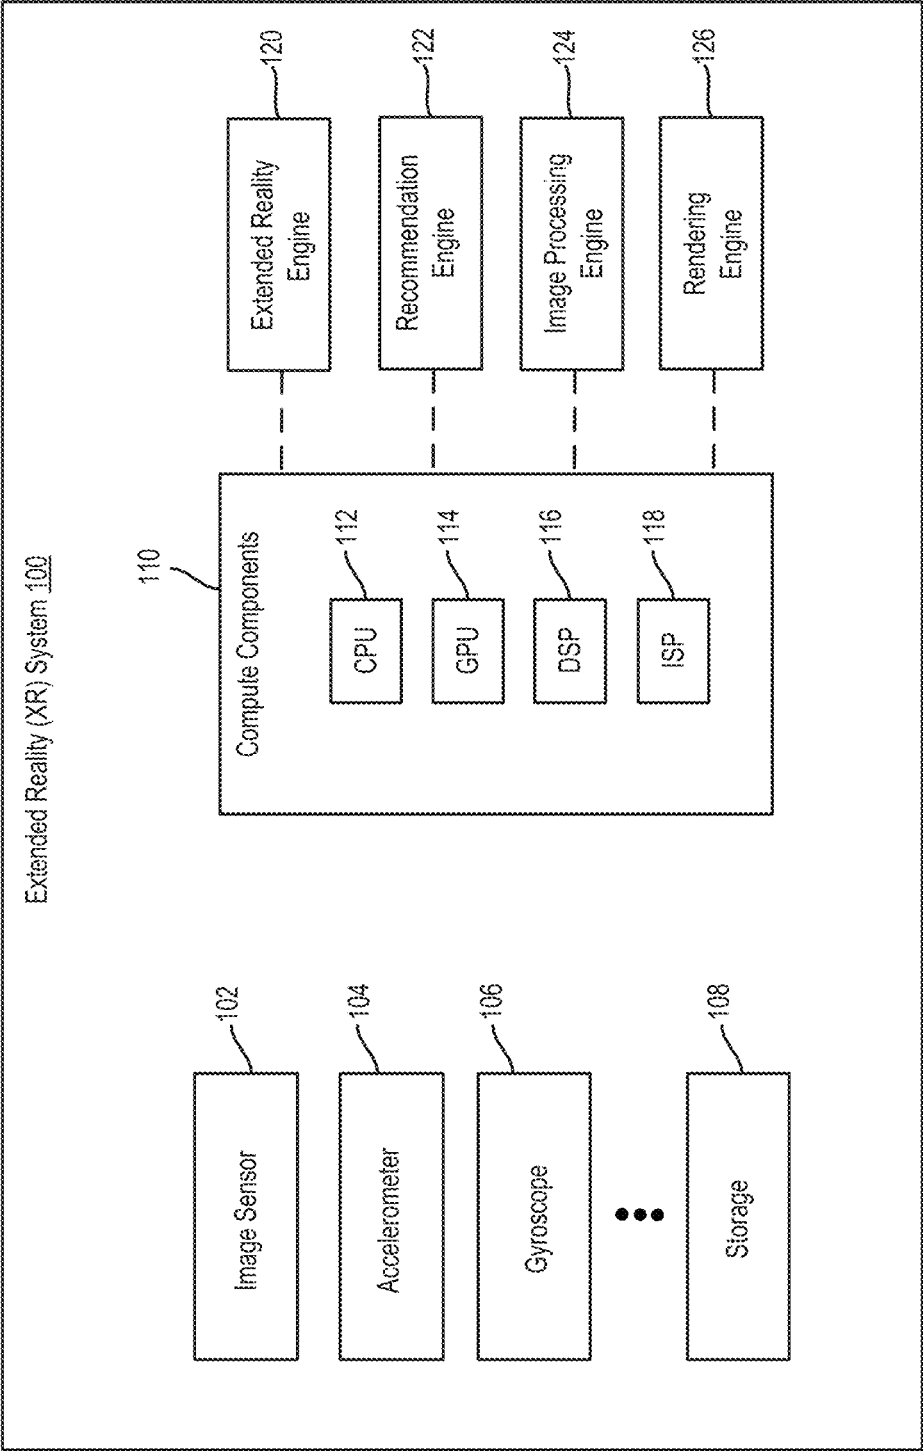 Extended Reality (XR) System 100
102
Image Sensor
104
Accelerometer
106
Gyroscope
108
Storage
110
Compute Components
112
CPU
114
GPU
116
DSP
118
ISP
120
Extended Reality
Engine
122
Recommendation
Engine
124
Image Processing
Engine
126
Rendering
Engine